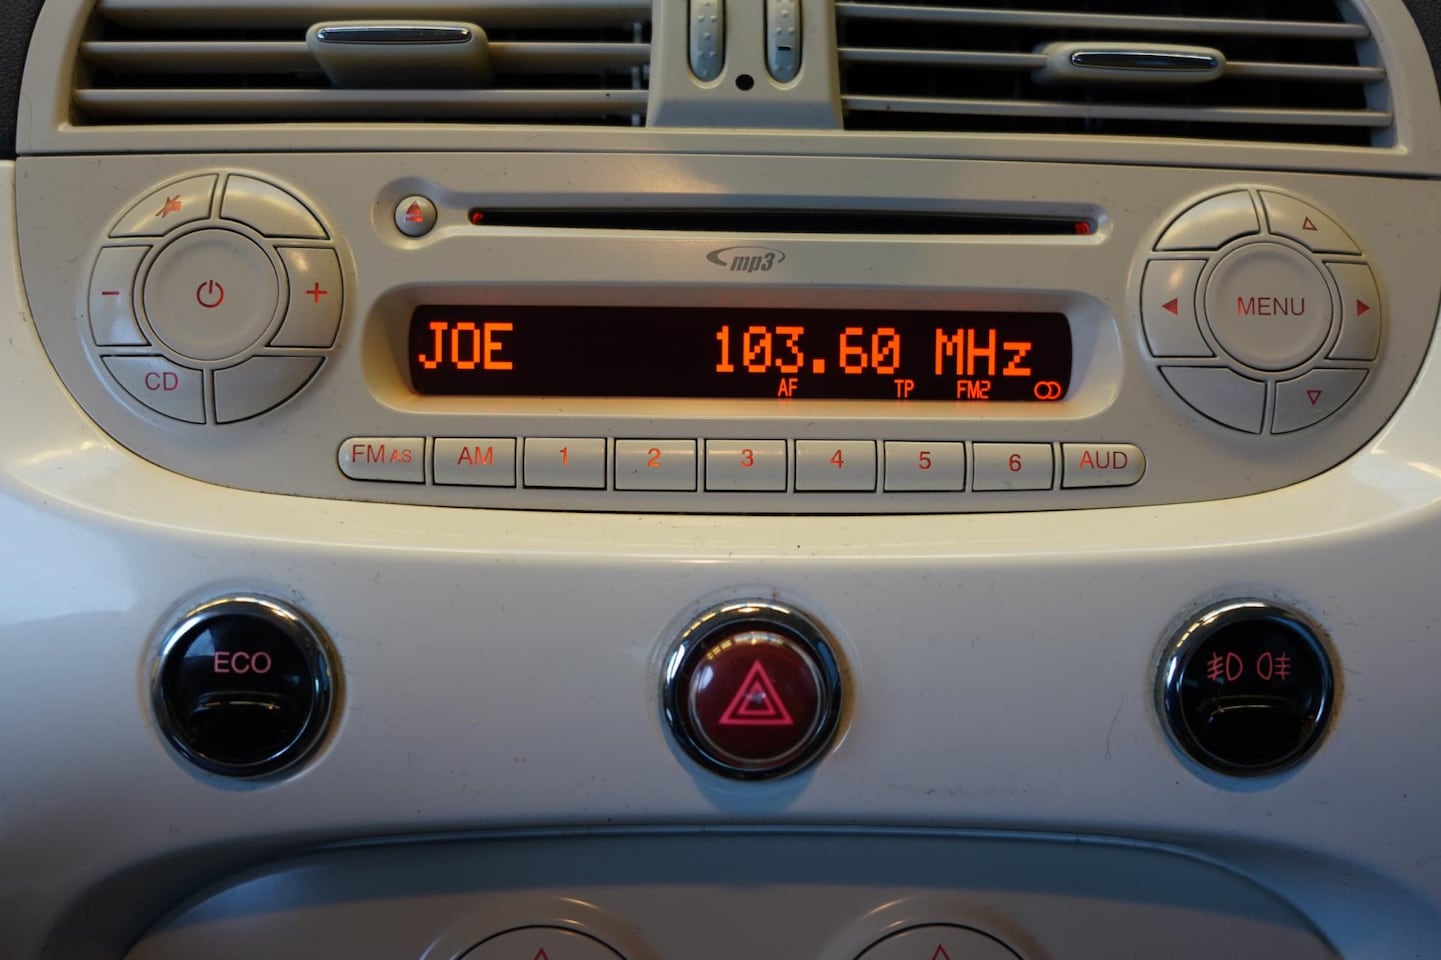 mp3
- +
CD
MENU
JOE 103.60 MHz
AF TP FM2
FM AS AM 1 2 3 4 5 6 AUD
ECO